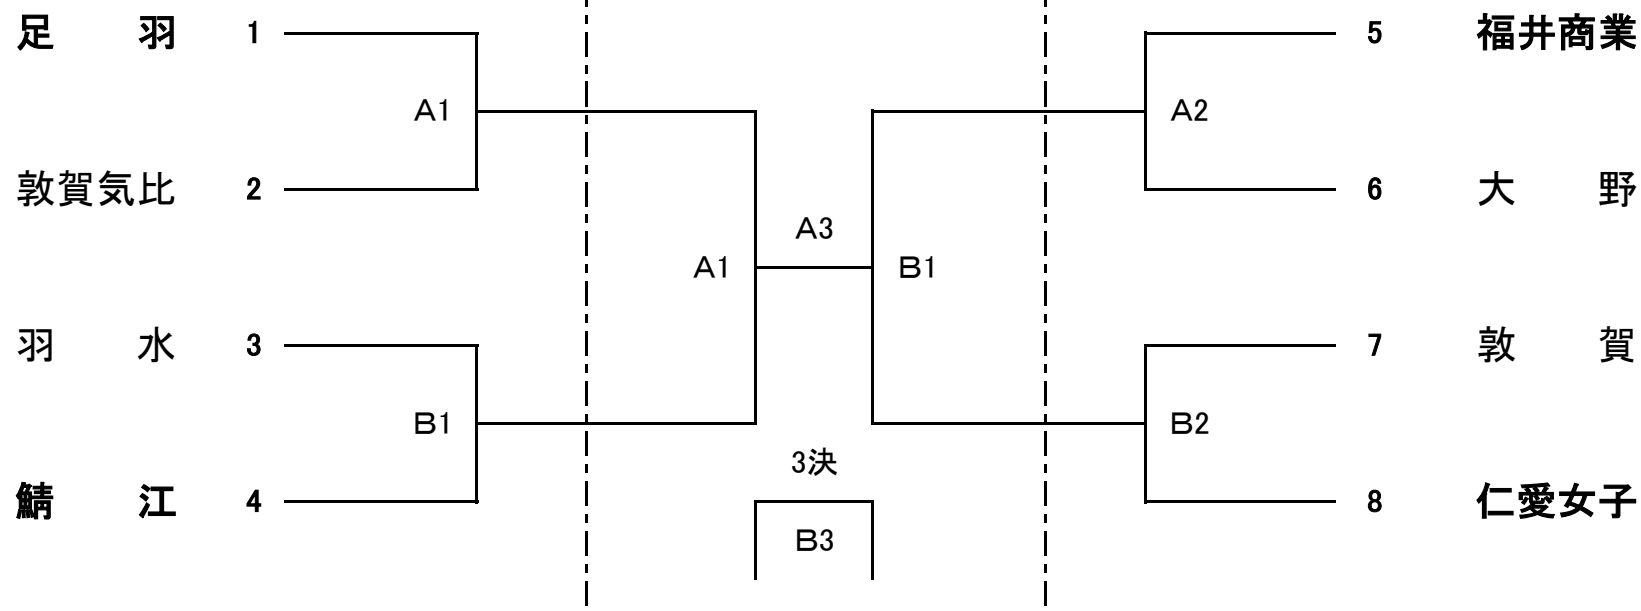 足 羽 1
5 福井商業
A1
A2
敦賀気比 2
6 大 野
A3
A1
B1
羽 水 3
7 敦 賀
B1
B2
3決
鯖 江 4
8 仁愛女子
B3